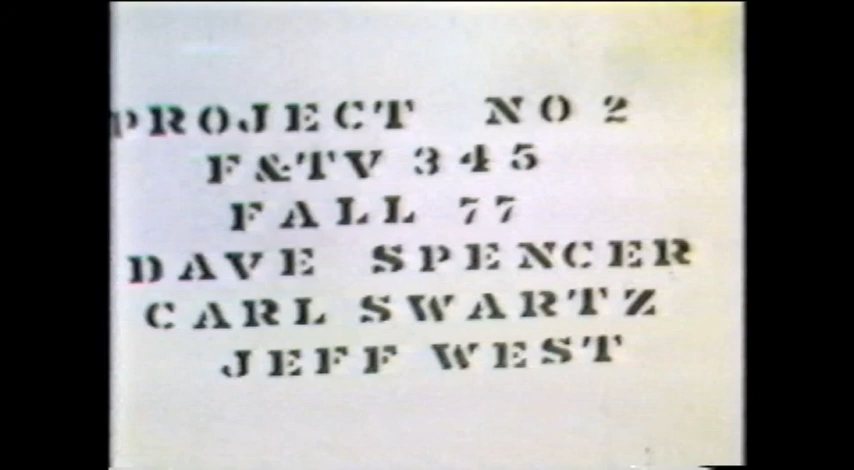 PROJECT NO 2
F&TV 345
FALL 77
DAVE SPENCER
CARL SWARTZ
JEFF WEST